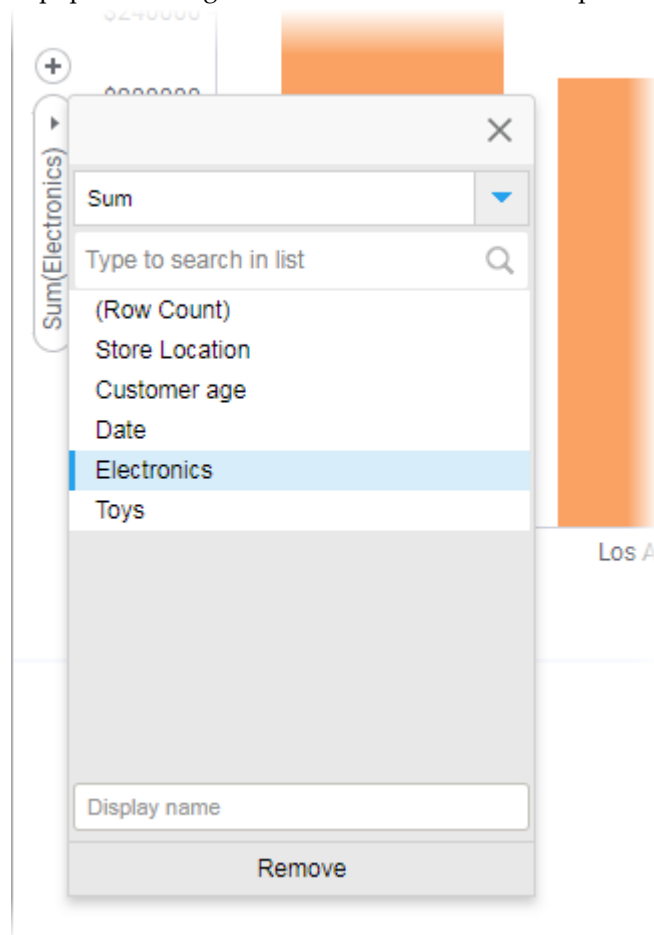 $240000
Sum(Electronics)
Sum
Type to search in list
(Row Count)
Store Location
Customer age
Date
Electronics
Toys
Los
Display name
Remove